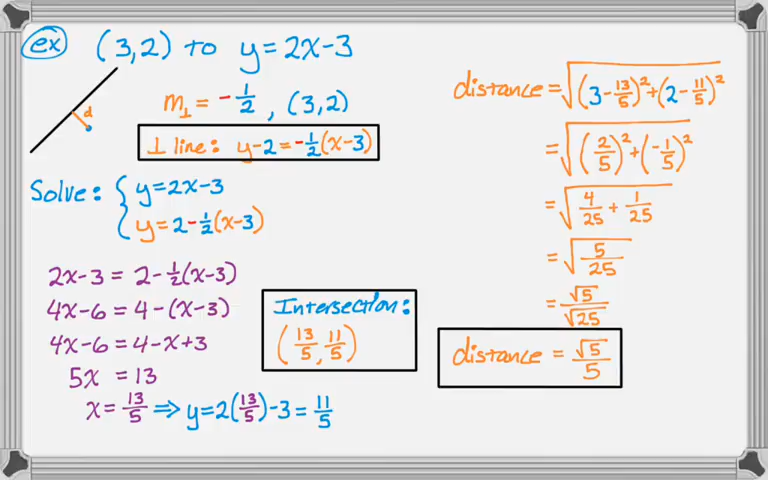 ex (3,2) to y=2x-3
d
m⊥ = -1/2 , (3,2)
⊥ line: y-2=-1/2(x-3)
Solve: { y=2x-3
y=2-1/2(x-3)
2x-3 = 2-1/2(x-3)
4x-6 = 4-(x-3)
4x-6 = 4-x+3
5x = 13
x=13/5 ⇒ y=2(13/5)-3=11/5
Intersection:
(13/5, 11/5)
distance = √((3-13/5)²+(2-11/5)²)
= √((2/5)²+(-1/5)²)
= √(4/25 + 1/25)
= √(5/25)
= √5/√25
distance = √5/5